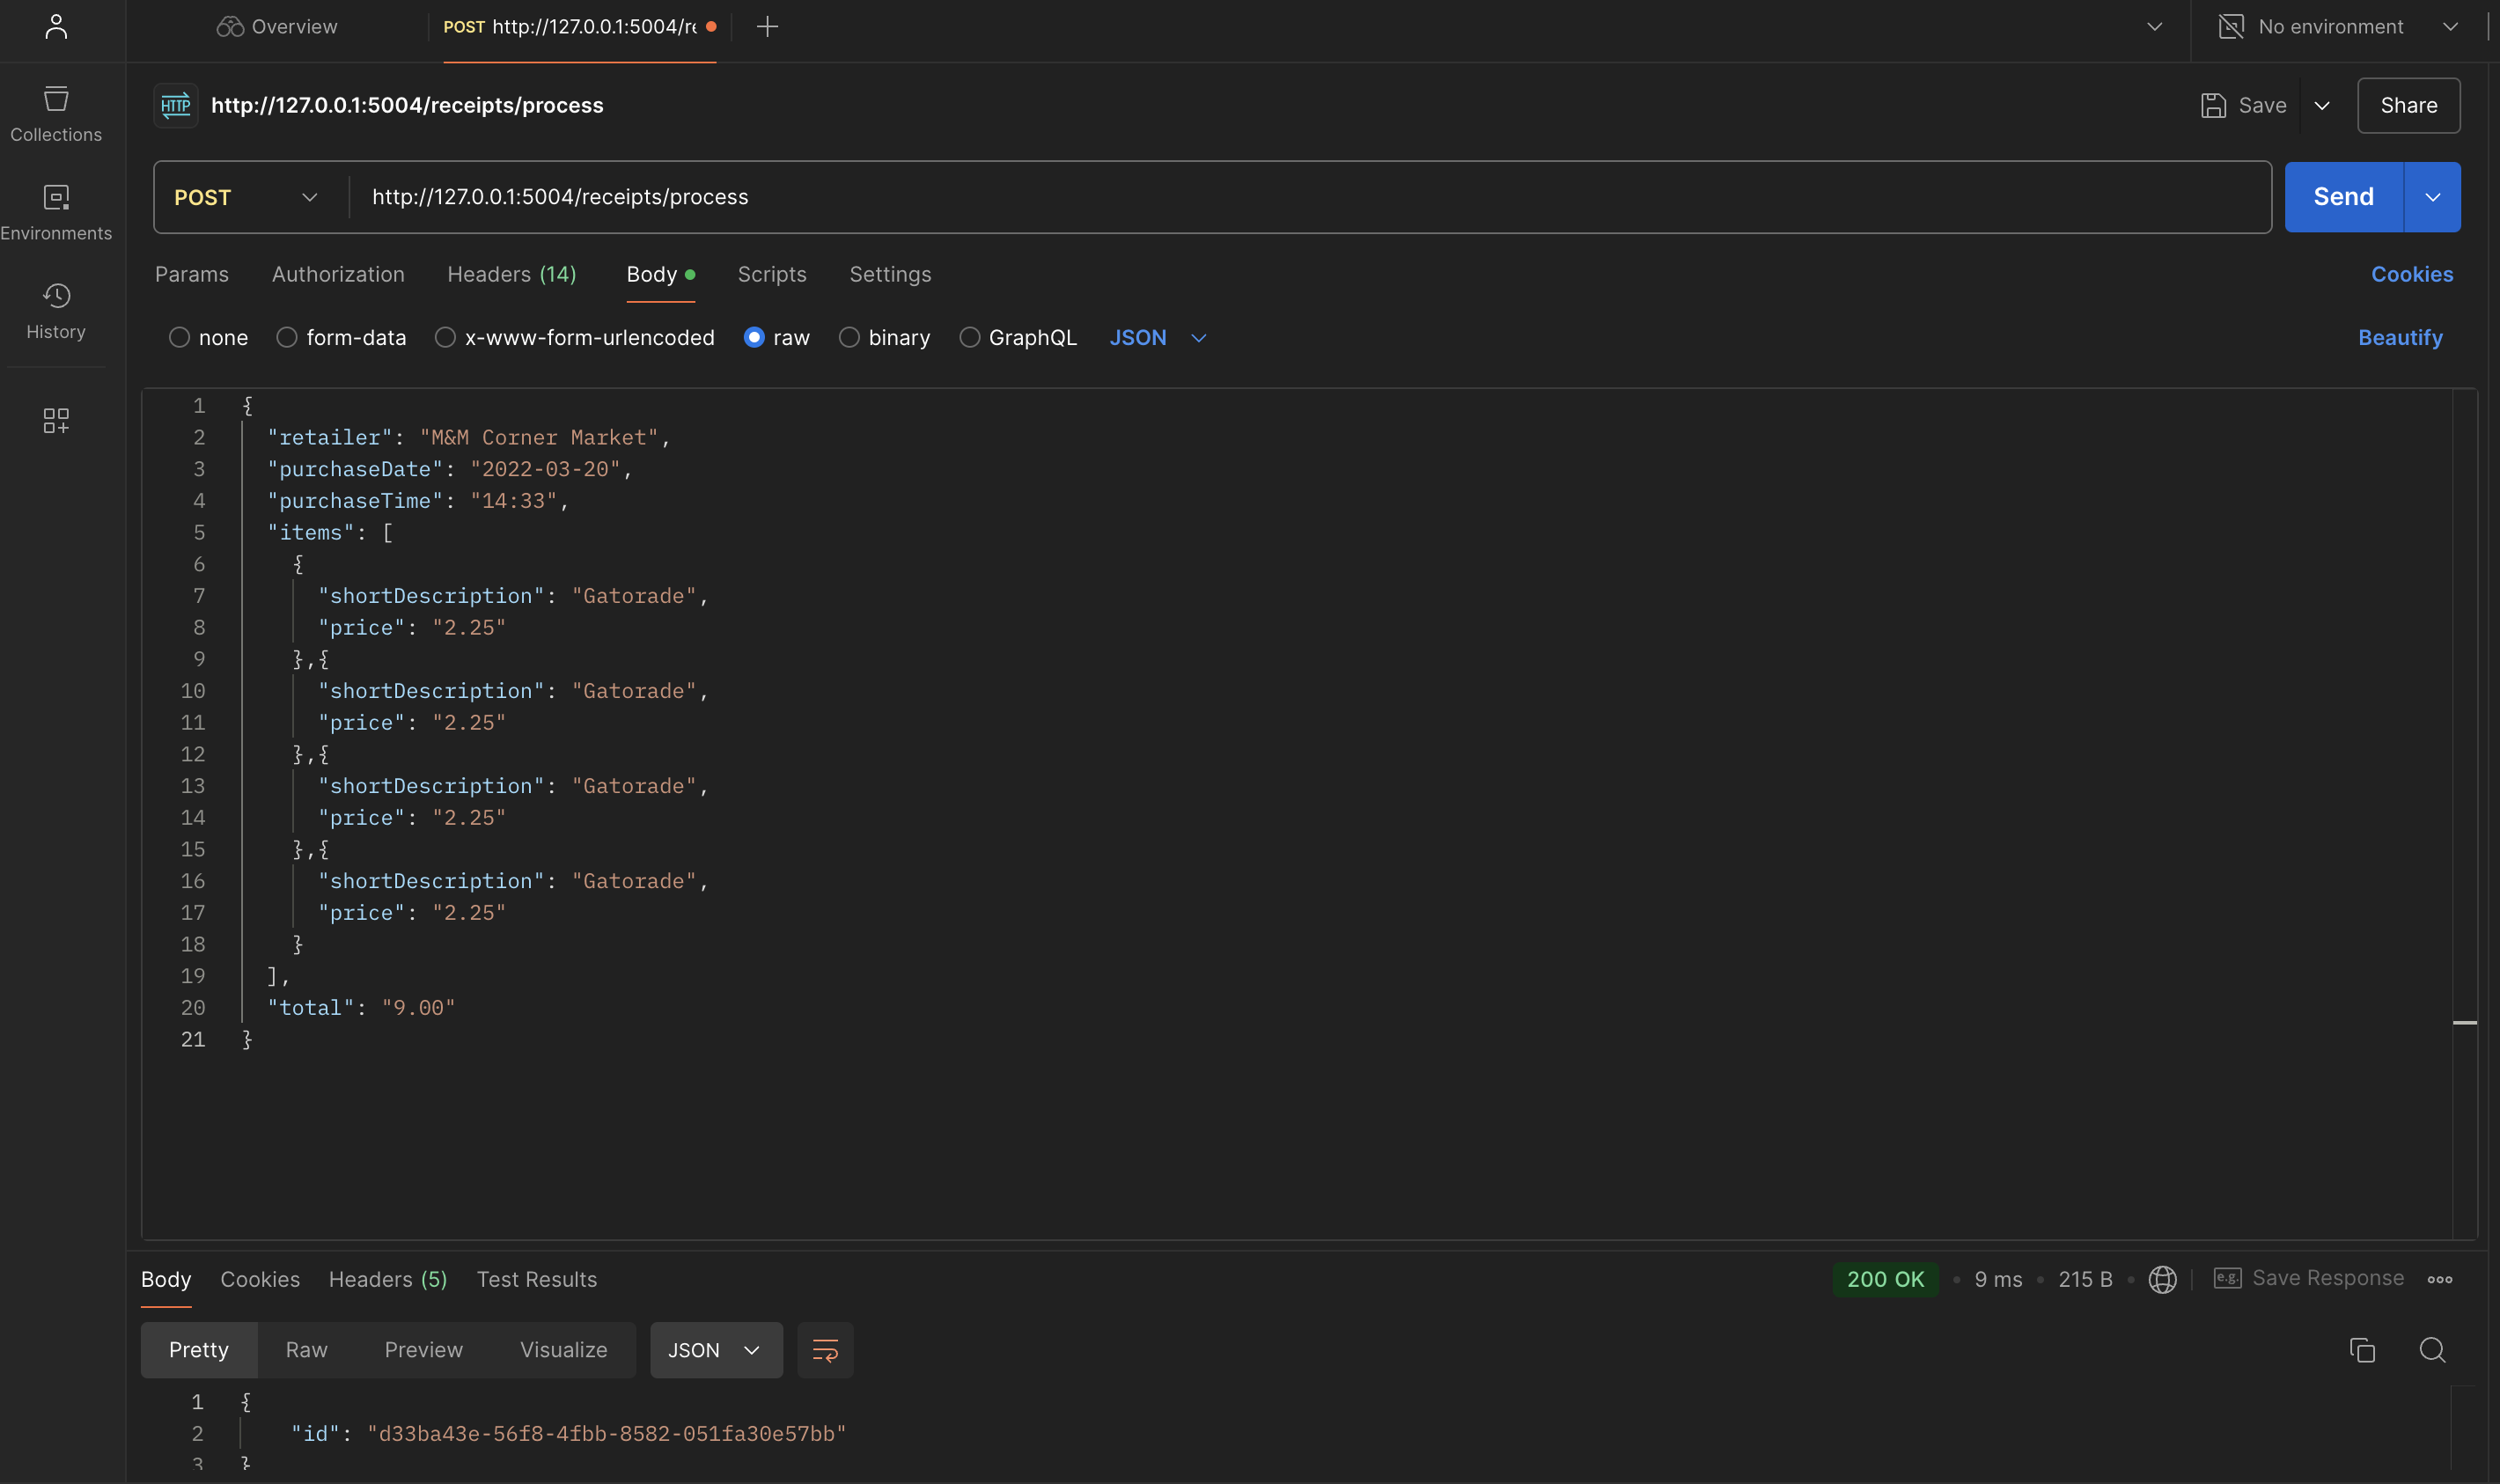 Overview
POST http://127.0.0.1:5004/re
No environment
Collections
Environments
History
HTTP http://127.0.0.1:5004/receipts/process
Save
Share
POST http://127.0.0.1:5004/receipts/process
Send
Params Authorization Headers (14) Body Scripts Settings Cookies
none form-data x-www-form-urlencoded raw binary GraphQL JSON Beautify
1 {
2 "retailer": "M&M Corner Market",
3 "purchaseDate": "2022-03-20",
4 "purchaseTime": "14:33",
5 "items": [
6 {
7 "shortDescription": "Gatorade",
8 "price": "2.25"
9 },{
10 "shortDescription": "Gatorade",
11 "price": "2.25"
12 },{
13 "shortDescription": "Gatorade",
14 "price": "2.25"
15 },{
16 "shortDescription": "Gatorade",
17 "price": "2.25"
18 }
19 ],
20 "total": "9.00"
21 }
Body Cookies Headers (5) Test Results 200 OK 9 ms 215 B e.g. Save Response
Pretty Raw Preview Visualize JSON
1 {
2 "id": "d33ba43e-56f8-4fbb-8582-051fa30e57bb"
3 }